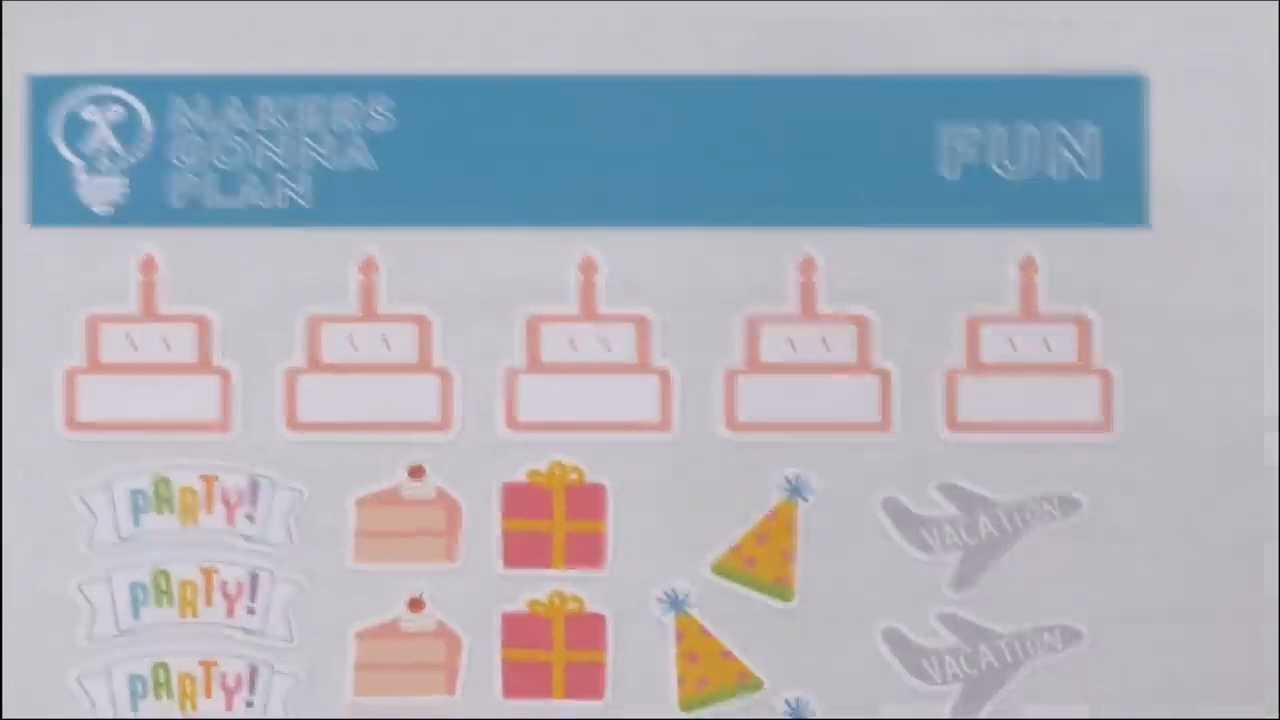 MAKERS
GONNA
PLAN
FUN
PARTY!
VACATION
PARTY!
VACATION
PARTY!